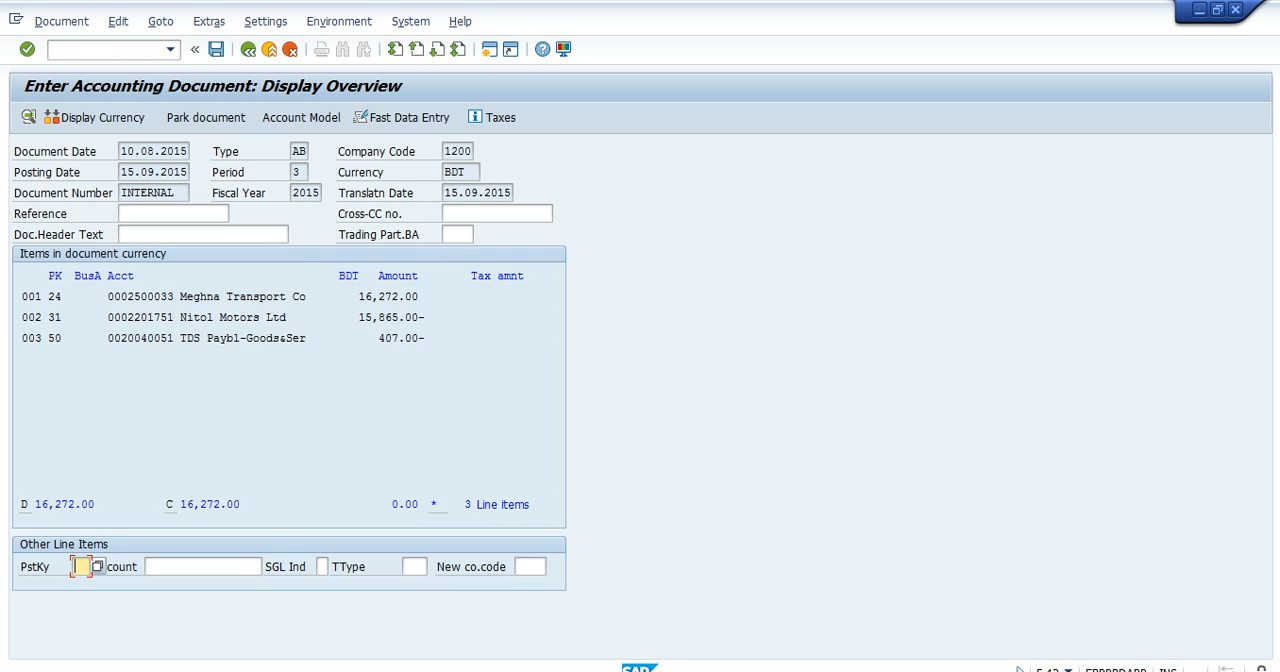 Document Edit Goto Extras Settings Environment System Help
Enter Accounting Document: Display Overview
Display Currency Park document Account Model Fast Data Entry Taxes
Document Date 10.08.2015 Type AB Company Code 1200
Posting Date 15.09.2015 Period 3 Currency BDT
Document Number INTERNAL Fiscal Year 2015 Translatn Date 15.09.2015
Reference Cross-CC no.
Doc.Header Text Trading Part.BA
Items in document currency
PK BusA Acct BDT Amount Tax amnt
001 24 0002500033 Meghna Transport Co 16,272.00
002 31 0002201751 Nitol Motors Ltd 15,865.00-
003 50 0020040051 TDS Paybl-Goods&Ser 407.00-
D 16,272.00 C 16,272.00 0.00 * 3 Line items
Other Line Items
PstKy count SGL Ind TType New co.code
SAP